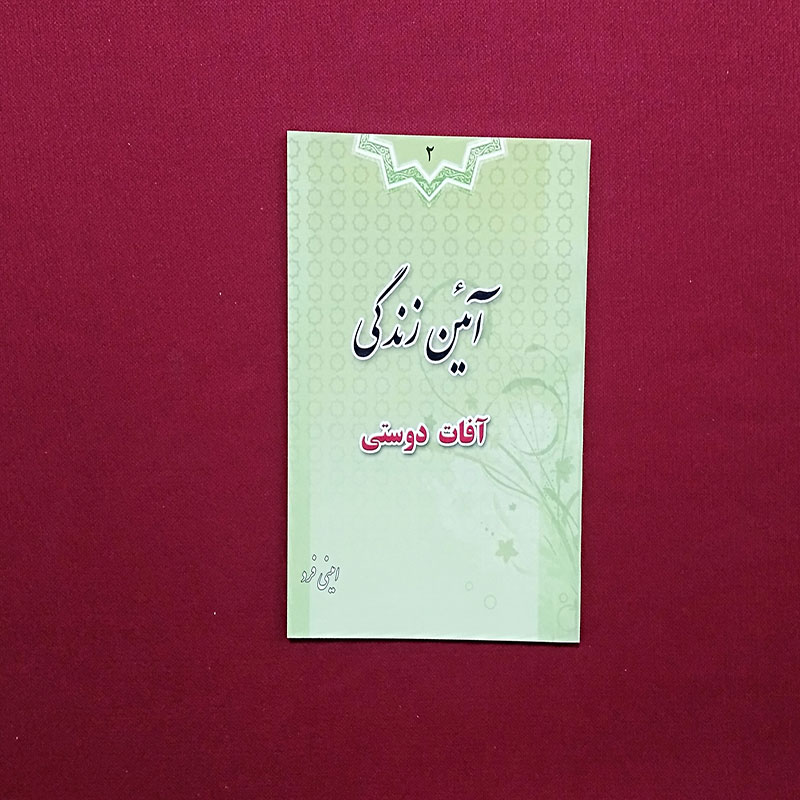 ۲
آئین زندگی
آفات دوستی
امینی فرد